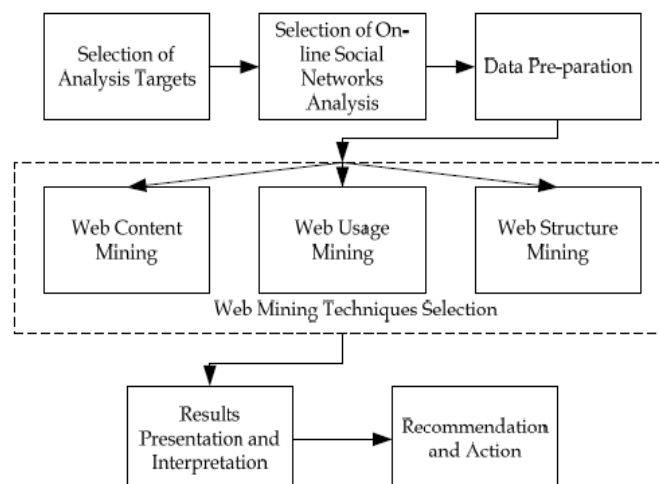 Selection of
Analysis Targets
Selection of On-
line Social
Networks
Analysis
Data Pre-paration
Web Content
Mining
Web Usage
Mining
Web Structure
Mining
Web Mining Techniques Selection
Results
Presentation and
Interpretation
Recommendation
and Action